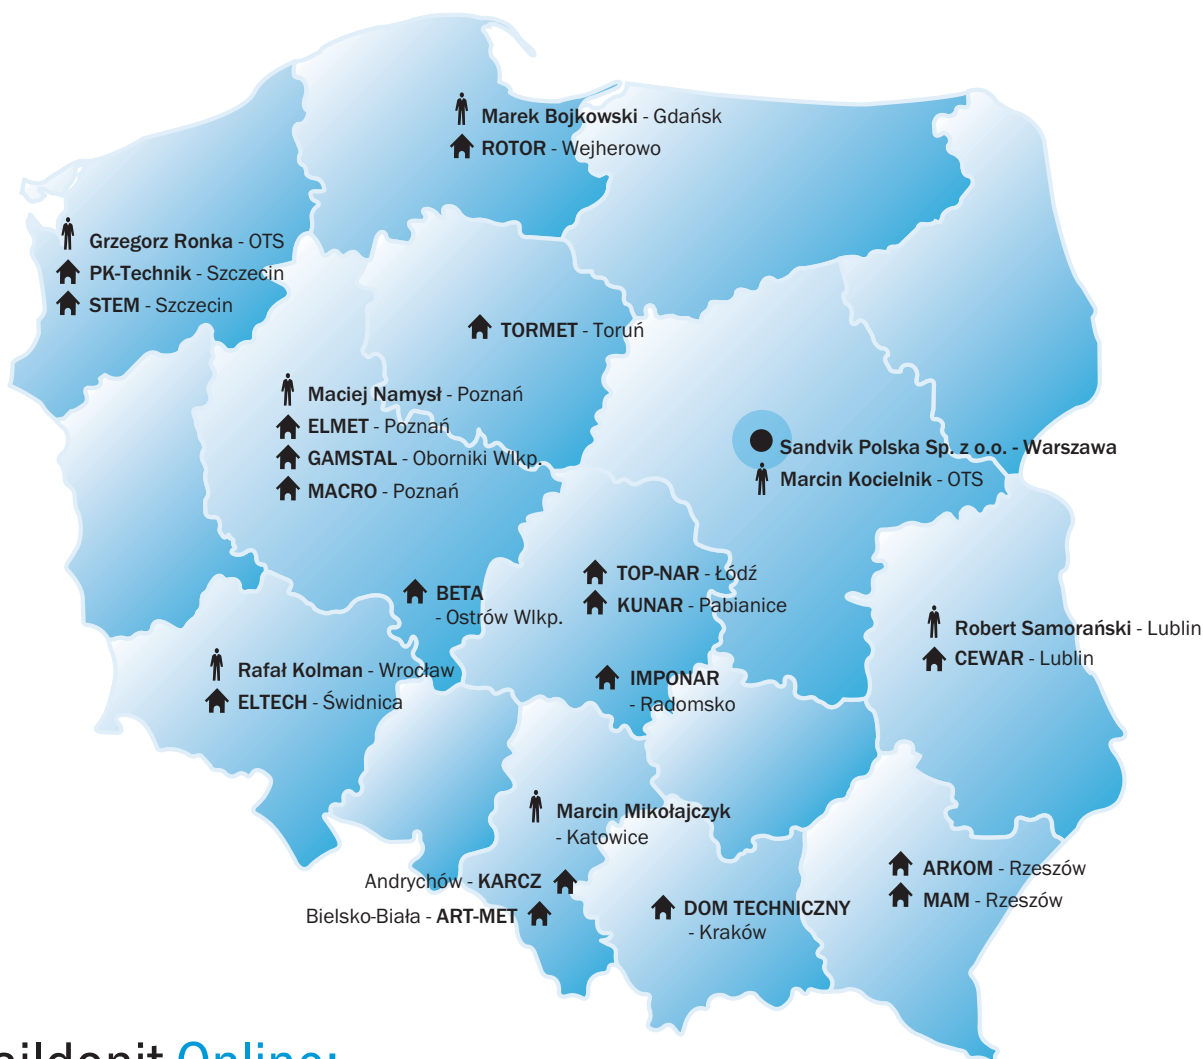 Marek Bojkowski - Gdańsk
ROTOR - Wejherowo
Grzegorz Ronka - OTS
PK-Technik - Szczecin
STEM - Szczecin
TORMET - Toruń
Maciej Namysł - Poznań
ELMET - Poznań
GAMSTAL - Oborniki Wlkp.
MACRO - Poznań
Sandvik Polska Sp. z o.o. - Warszawa
Marcin Kocielnik - OTS
TOP-NAR - Łódź
KUNAR - Pabianice
BETA
- Ostrów Wlkp.
Robert Samorański - Lublin
CEWAR - Lublin
Rafał Kolman - Wrocław
ELTECH - Świdnica
IMPONAR
- Radomsko
Marcin Mikołajczyk
- Katowice
Andrychów - KARCZ
Bielsko-Biała - ART-MET
DOM TECHNICZNY
- Kraków
ARKOM - Rzeszów
MAM - Rzeszów
Online: